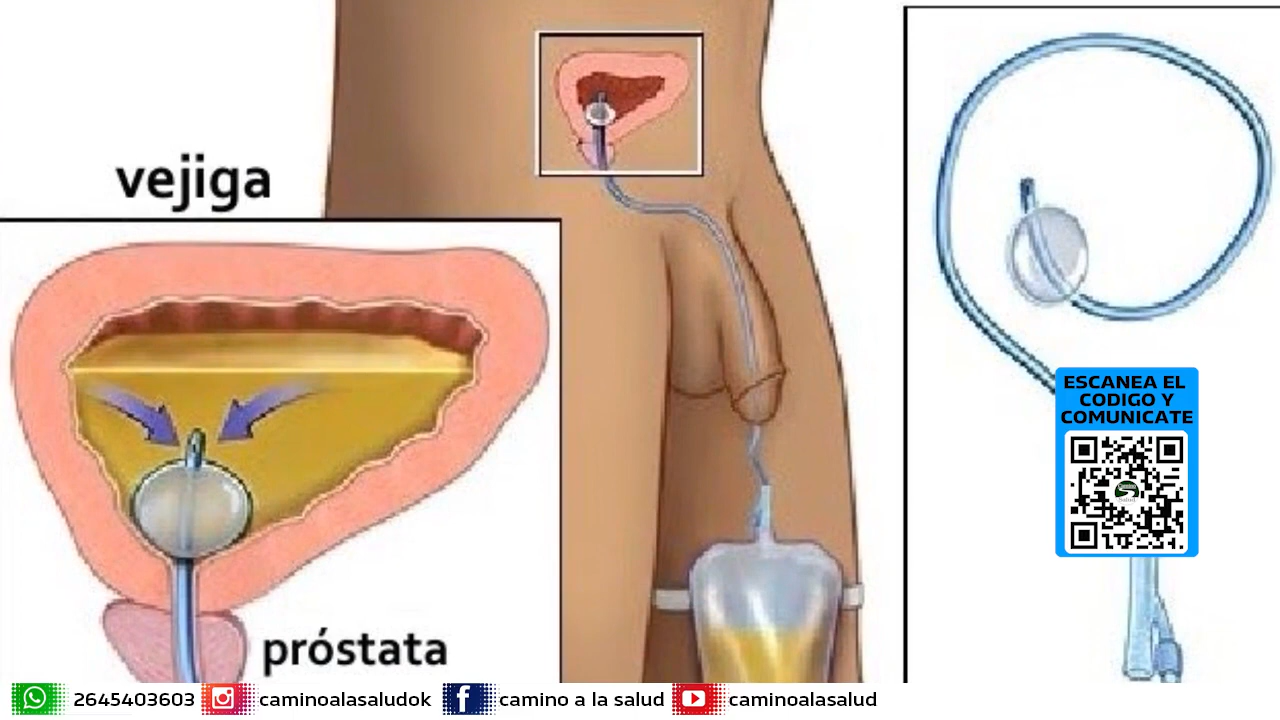 vejiga
próstata
ESCANEA EL
CODIGO Y
COMUNICATE
2645403603
caminoalasaludok
camino a la salud
caminoalasalud